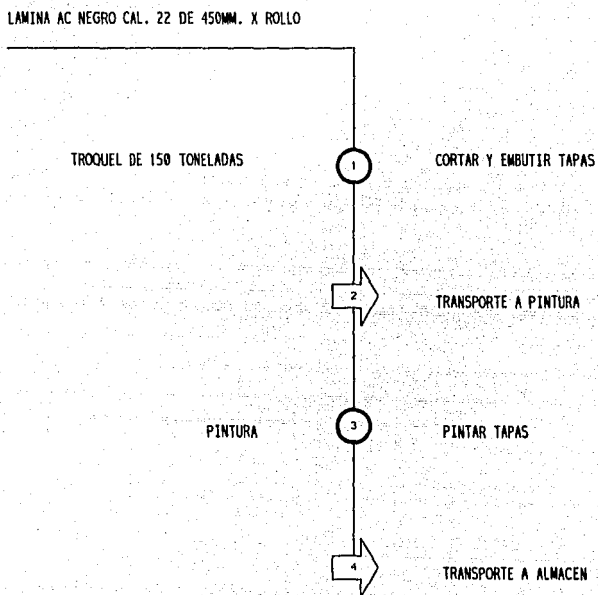 LAMINA AC NEGRO CAL. 22 DE 450MM. X ROLLO
TROQUEL DE 150 TONELADAS
1
CORTAR Y EMBUTIR TAPAS
2
TRANSPORTE A PINTURA
PINTURA
3
PINTAR TAPAS
4
TRANSPORTE A ALMACEN